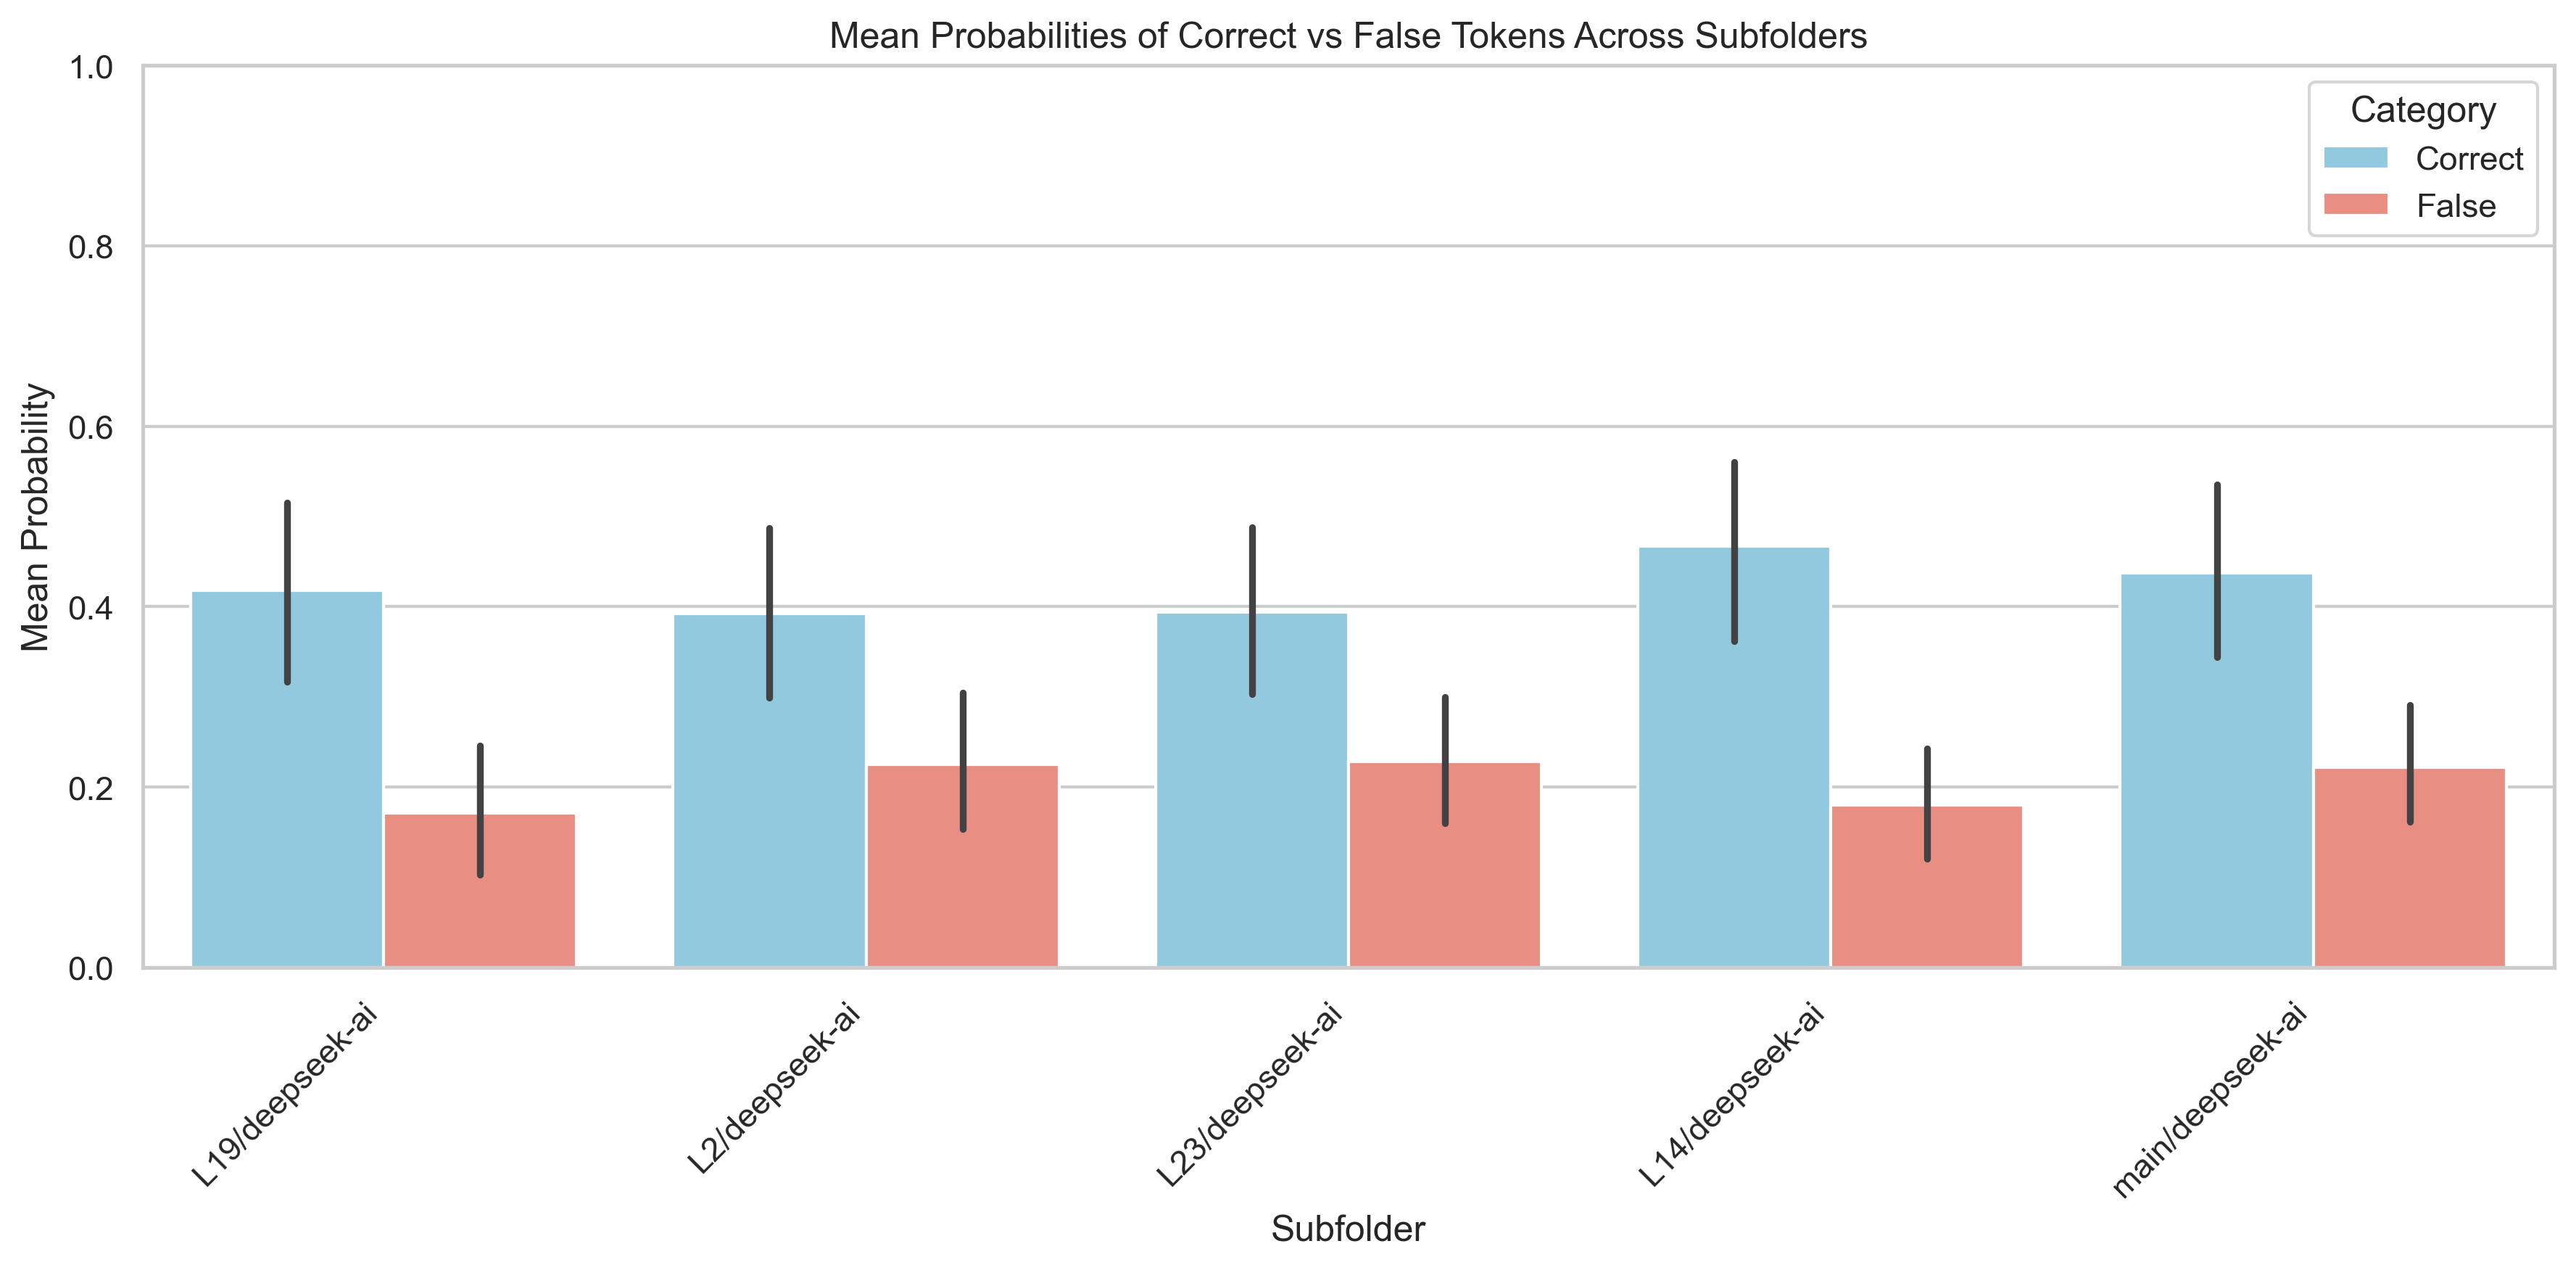 Mean Probabilities of Correct vs False Tokens Across Subfolders
1.0
0.8
0.6
0.4
0.2
0.0
Mean Probability
Category
Correct
False
L19/deepseek-ai
L2/deepseek-ai
L23/deepseek-ai
L14/deepseek-ai
main/deepseek-ai
Subfolder